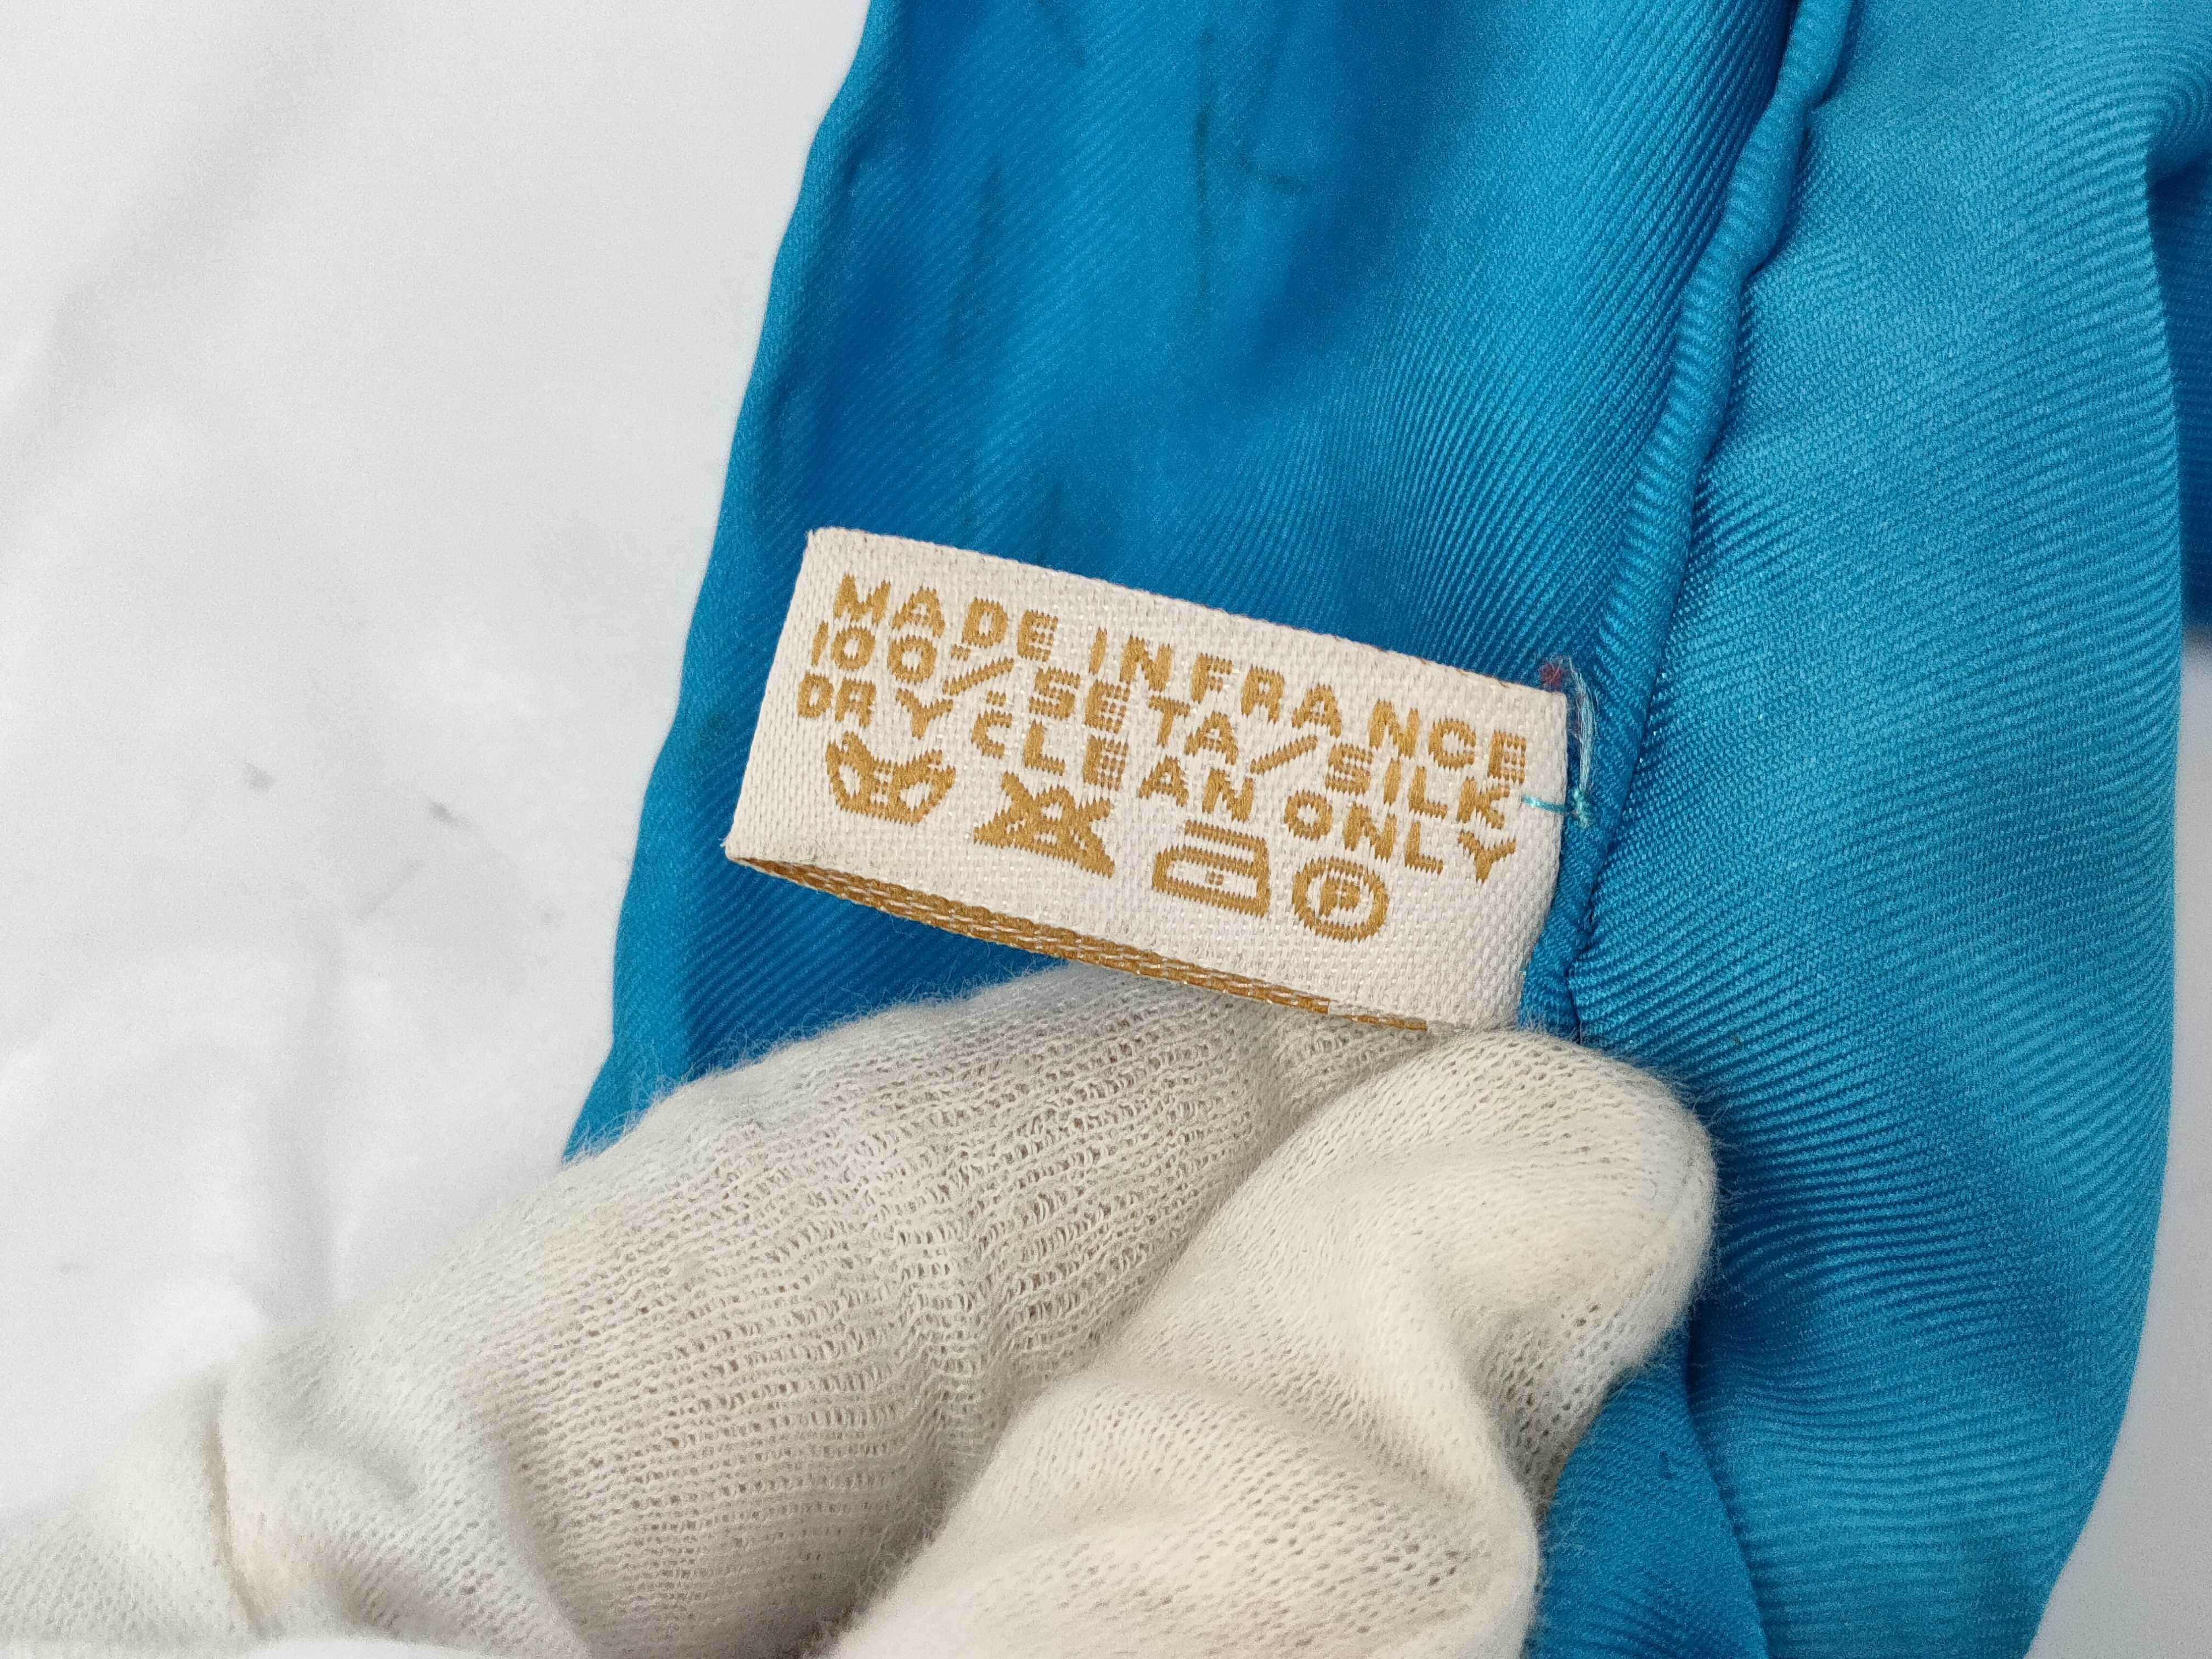 MADE IN FRANCE
100%/SETA/SILK
DRY CLEAN ONLY
P